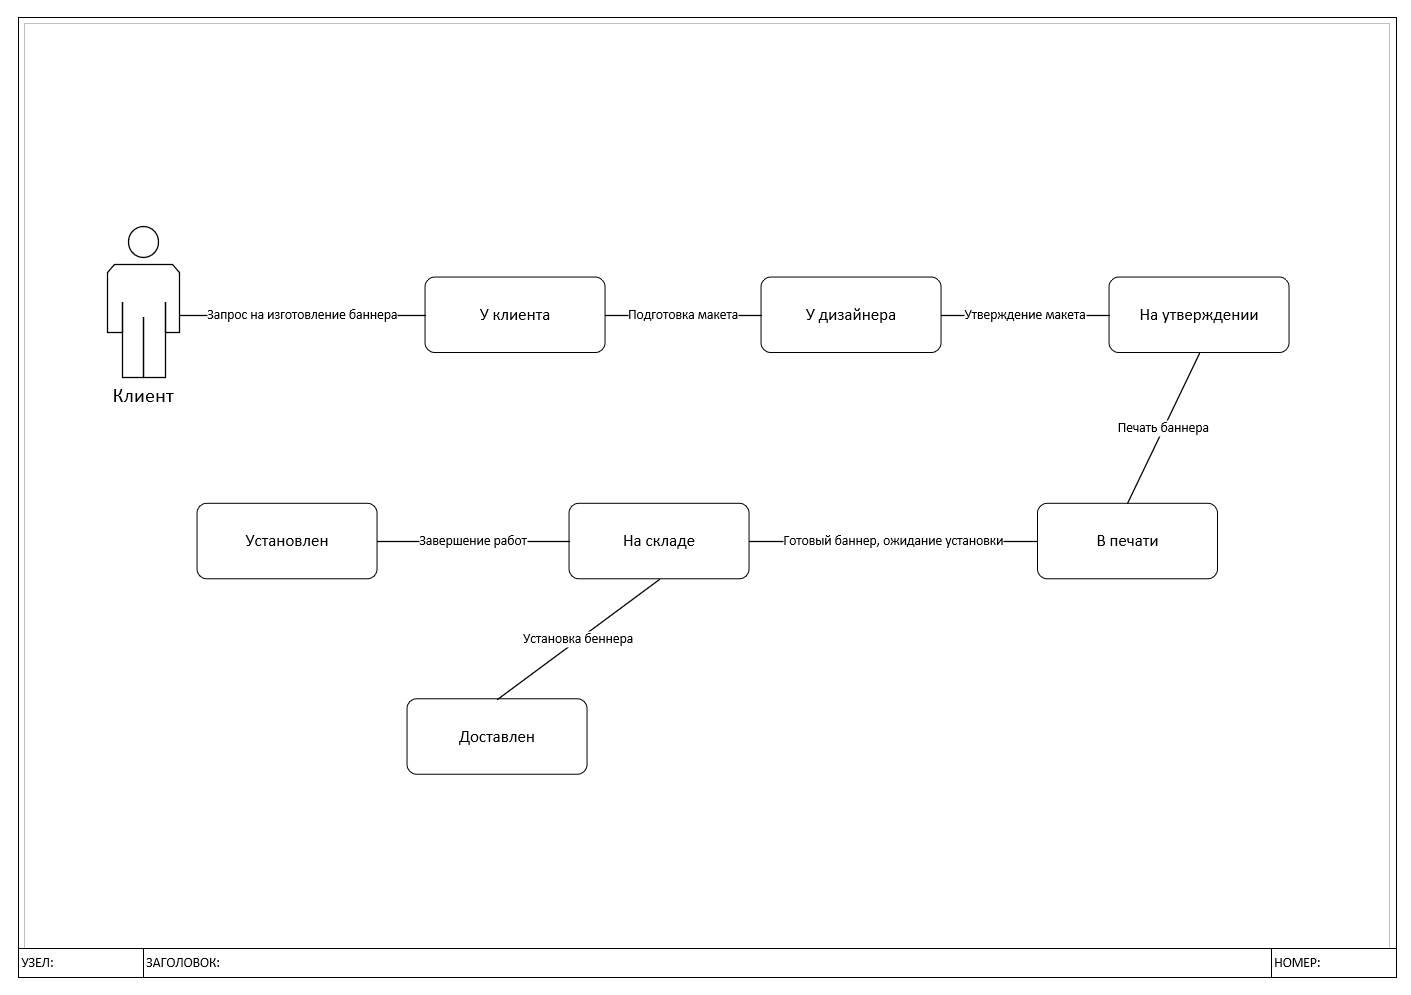 Запрос на изготовление баннера
У клиента
Подготовка макета
У дизайнера
Утверждение макета
На утверждении
Клиент
Печать баннера
Установлен
Завершение работ
На складе
Готовый баннер, ожидание установки
В печати
Установка беннера
Доставлен
УЗЕЛ:
ЗАГОЛОВОК:
НОМЕР: